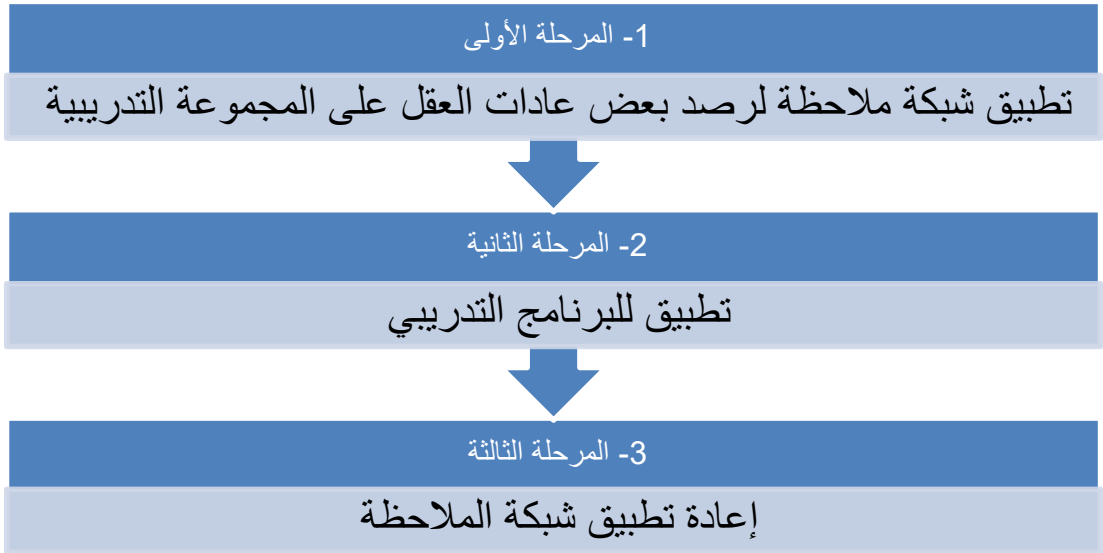 1- المرحلة الأولى
تطبيق شبكة ملاحظة لرصد بعض عادات العقل على المجموعة التدريبية
2- المرحلة الثانية
تطبيق للبرنامج التدريبي
3- المرحلة الثالثة
إعادة تطبيق شبكة الملاحظة